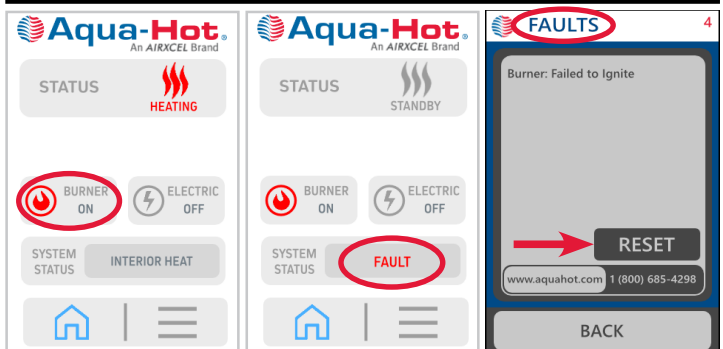 Aqua-Hot®
An AIRXCEL Brand
STATUS
HEATING
BURNER
ON
ELECTRIC
OFF
SYSTEM
STATUS
INTERIOR HEAT
Aqua-Hot®
An AIRXCEL Brand
STATUS
STANDBY
BURNER
ON
ELECTRIC
OFF
SYSTEM
STATUS
FAULT
FAULTS
4
Burner: Failed to Ignite
RESET
www.aquahot.com 1 (800) 685-4298
BACK